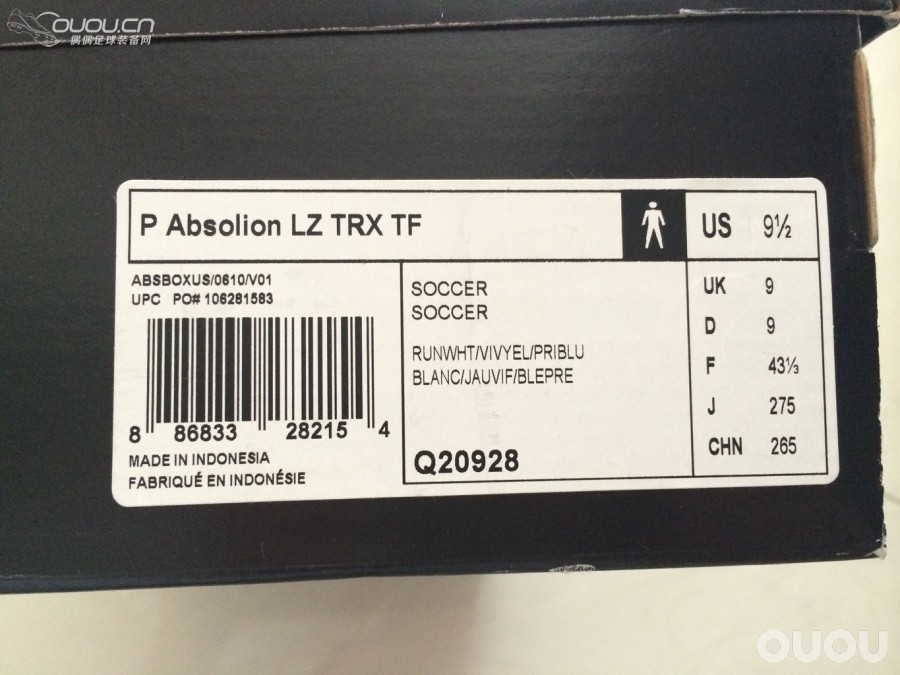 OUOU.CN
偶偶足球装备网
P Absolion LZ TRX TF
US 9½
ABSBOXUS/0610/V01
UPC PO# 106281583
8 86833 28215 4
MADE IN INDONESIA
FABRIQUÉ EN INDONÉSIE
SOCCER
SOCCER
RUNWHT/VIVYEL/PRIBLU
BLANC/JAUVIF/BLEPRE
Q20928
UK 9
D 9
F 43⅓
J 275
CHN 265
OUOU